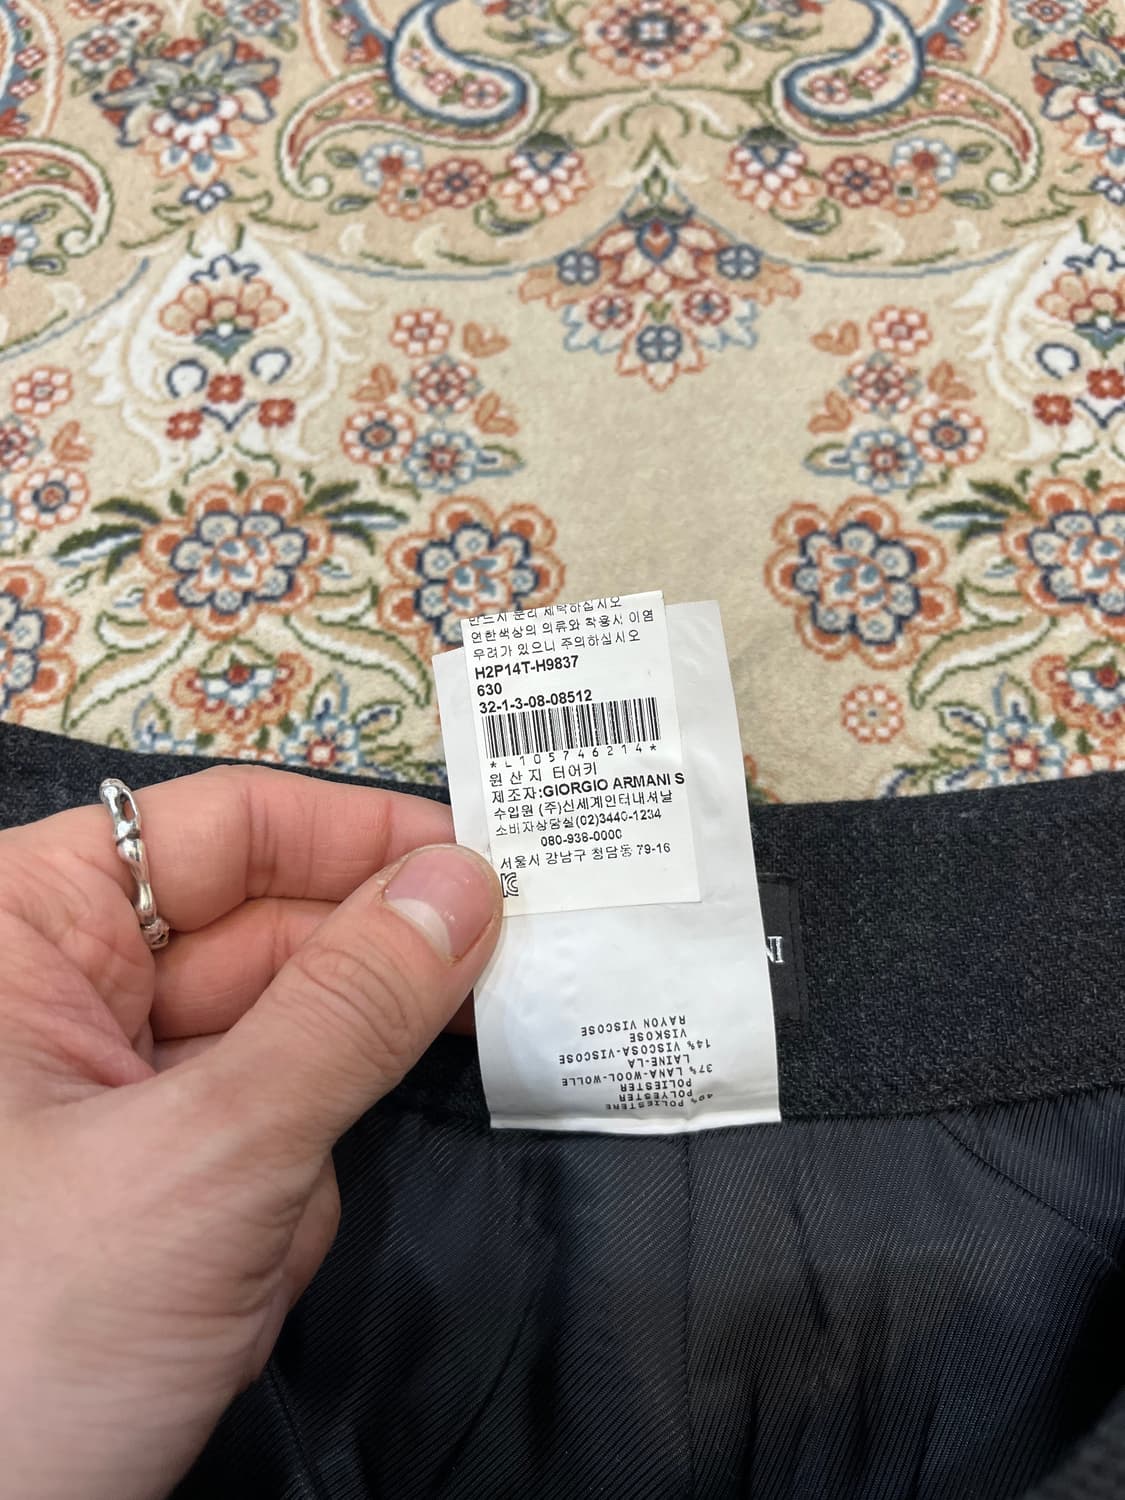 반드시 분리 세탁하십시오
연한색상의 의류와 착용시 이염
우려가 있으니 주의하십시오
H2P14T-H9837
630
32-1-3-08-08512
*L105746214*
원산지 터어키
제조자:GIORGIO ARMANI S
수입원 (주)신세계인터내셔날
소비자상담실(02)3440-1234
080-938-0000
서울시 강남구 청담동 79-16
NI
POLIESTERE
POLYESTER
POLIESTER
37% LANA-WOOL-WOLLE
LAINE-LA
14% VISCOSA-VISCOSE
VISKOSE
RAYON VISCOSE